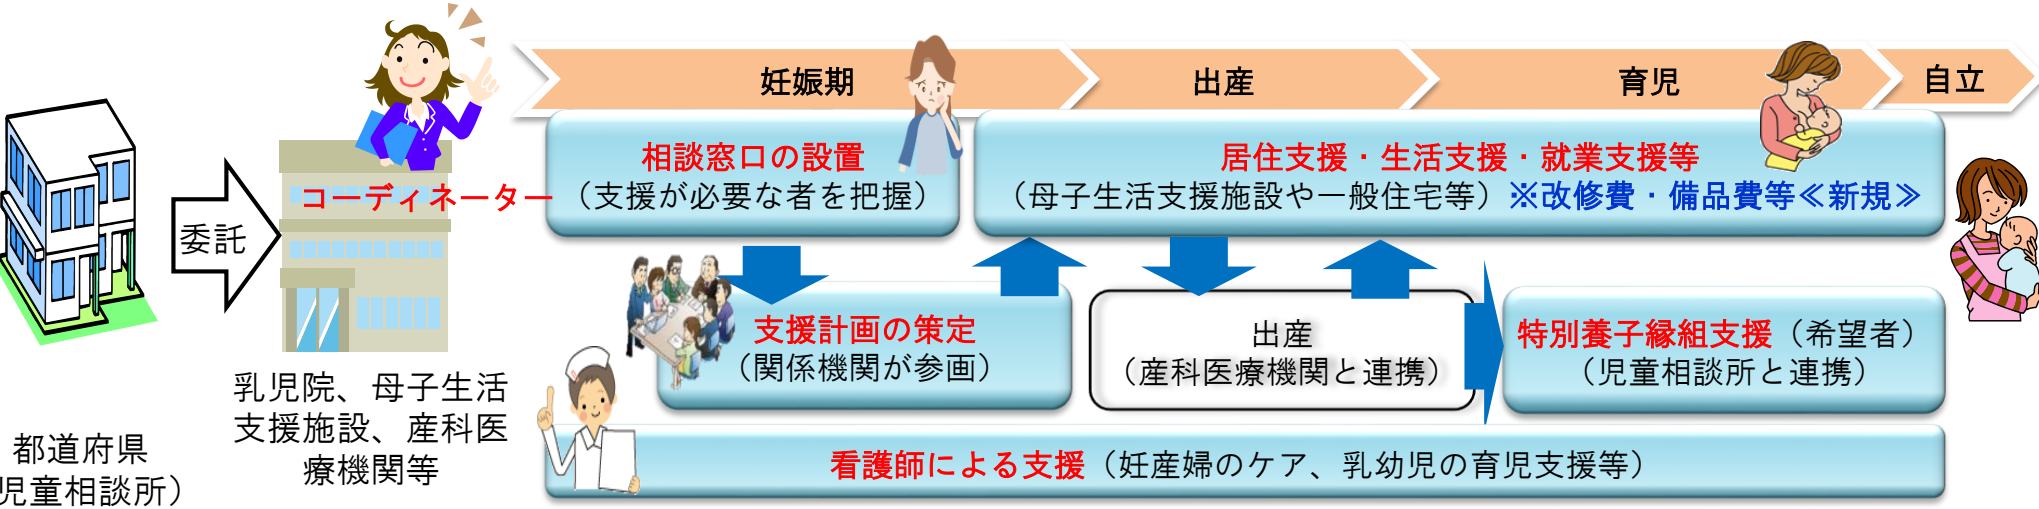 妊娠期
出産
育児
自立
相談窓口の設置
(支援が必要な者を把握)
居住支援・生活支援・就業支援等
(母子生活支援施設や一般住宅等)※改修費・備品費等≪新規≫
コーディネーター
委託
支援計画の策定
(関係機関が参画)
出産
(産科医療機関と連携)
特別養子縁組支援(希望者)
(児童相談所と連携)
乳児院、母子生活
支援施設、産科医
療機関等
都道府県
児童相談所)
看護師による支援(妊産婦のケア、乳幼児の育児支援等)